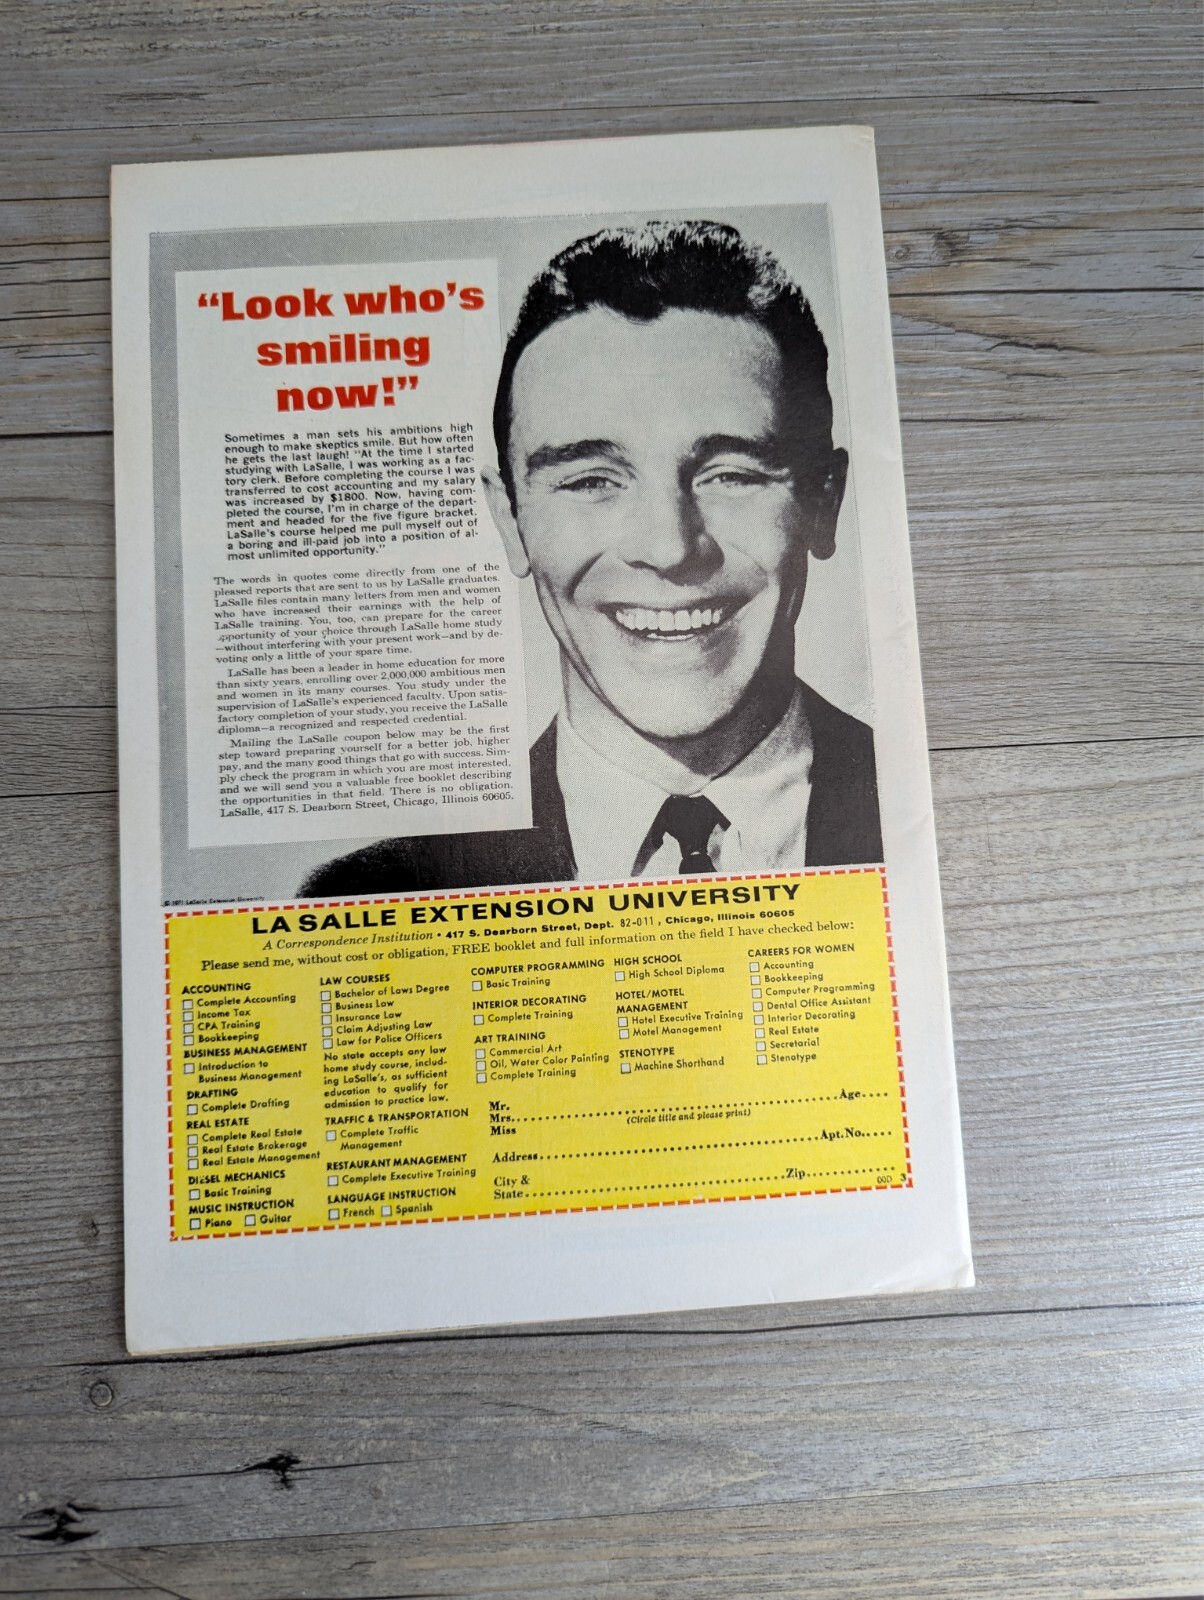 “Look who’s
smiling
now!”
Sometimes a man sets his ambitions high
enough to make skeptics smile. But how often
he gets the last laugh! “At the time I started
studying with LaSalle, I was working as a fac-
tory clerk. Before completing the course I was
transferred to cost accounting and my salary
was increased by $1800. Now, having com-
pleted the course, I’m in charge of the depart-
ment and headed for the five figure bracket.
LaSalle’s course helped me pull myself out of
a boring and ill-paid job into a position of al-
most unlimited opportunity.”
The words in quotes come directly from one of the
pleased reports that are sent to us by LaSalle graduates.
LaSalle files contain many letters from men and women
who have increased their earnings with the help of
LaSalle training. You, too, can prepare for the career
opportunity of your choice through LaSalle home study
—without interfering with your present work—and by de-
voting only a little of your spare time.
LaSalle has been a leader in home education for more
than sixty years, enrolling over 2,000,000 ambitious men
and women in its many courses. You study under the
supervision of LaSalle’s experienced faculty. Upon satis-
factory completion of your study, you receive the LaSalle
diploma—a recognized and respected credential.
Mailing the LaSalle coupon below may be the first
step toward preparing yourself for a better job, higher
pay, and the many good things that go with success. Sim-
ply check the program in which you are most interested,
and we will send you a valuable free booklet describing
the opportunities in that field. There is no obligation.
LaSalle, 417 S. Dearborn Street, Chicago, Illinois 60605.
© 1971 LaSalle Extension University
LA SALLE EXTENSION UNIVERSITY
A Correspondence Institution • 417 S. Dearborn Street, Dept. 82-011, Chicago, Illinois 60605
Please send me, without cost or obligation, FREE booklet and full information on the field I have checked below:
ACCOUNTING
Complete Accounting
Income Tax
CPA Training
Bookkeeping
BUSINESS MANAGEMENT
Introduction to
Business Management
DRAFTING
Complete Drafting
REAL ESTATE
Complete Real Estate
Real Estate Brokerage
Real Estate Management
DIESEL MECHANICS
Basic Training
MUSIC INSTRUCTION
Piano Guitar
LAW COURSES
Bachelor of Laws Degree
Business Law
Insurance Law
Claim Adjusting Law
Law for Police Officers
No state accepts any law
home study course, includ-
ing LaSalle’s, as sufficient
education to qualify for
admission to practice law.
TRAFFIC & TRANSPORTATION
Complete Traffic
Management
RESTAURANT MANAGEMENT
Complete Executive Training
LANGUAGE INSTRUCTION
French Spanish
COMPUTER PROGRAMMING
Basic Training
INTERIOR DECORATING
Complete Training
ART TRAINING
Commercial Art
Oil, Water Color Painting
Complete Training
HIGH SCHOOL
High School Diploma
HOTEL/MOTEL
MANAGEMENT
Hotel Executive Training
Motel Management
STENOTYPE
Machine Shorthand
CAREERS FOR WOMEN
Accounting
Bookkeeping
Computer Programming
Dental Office Assistant
Interior Decorating
Real Estate
Secretarial
Stenotype
Mr.
Mrs. Age
Miss (Circle title and please print)
Address Apt. No.
City &
State Zip
00D 3